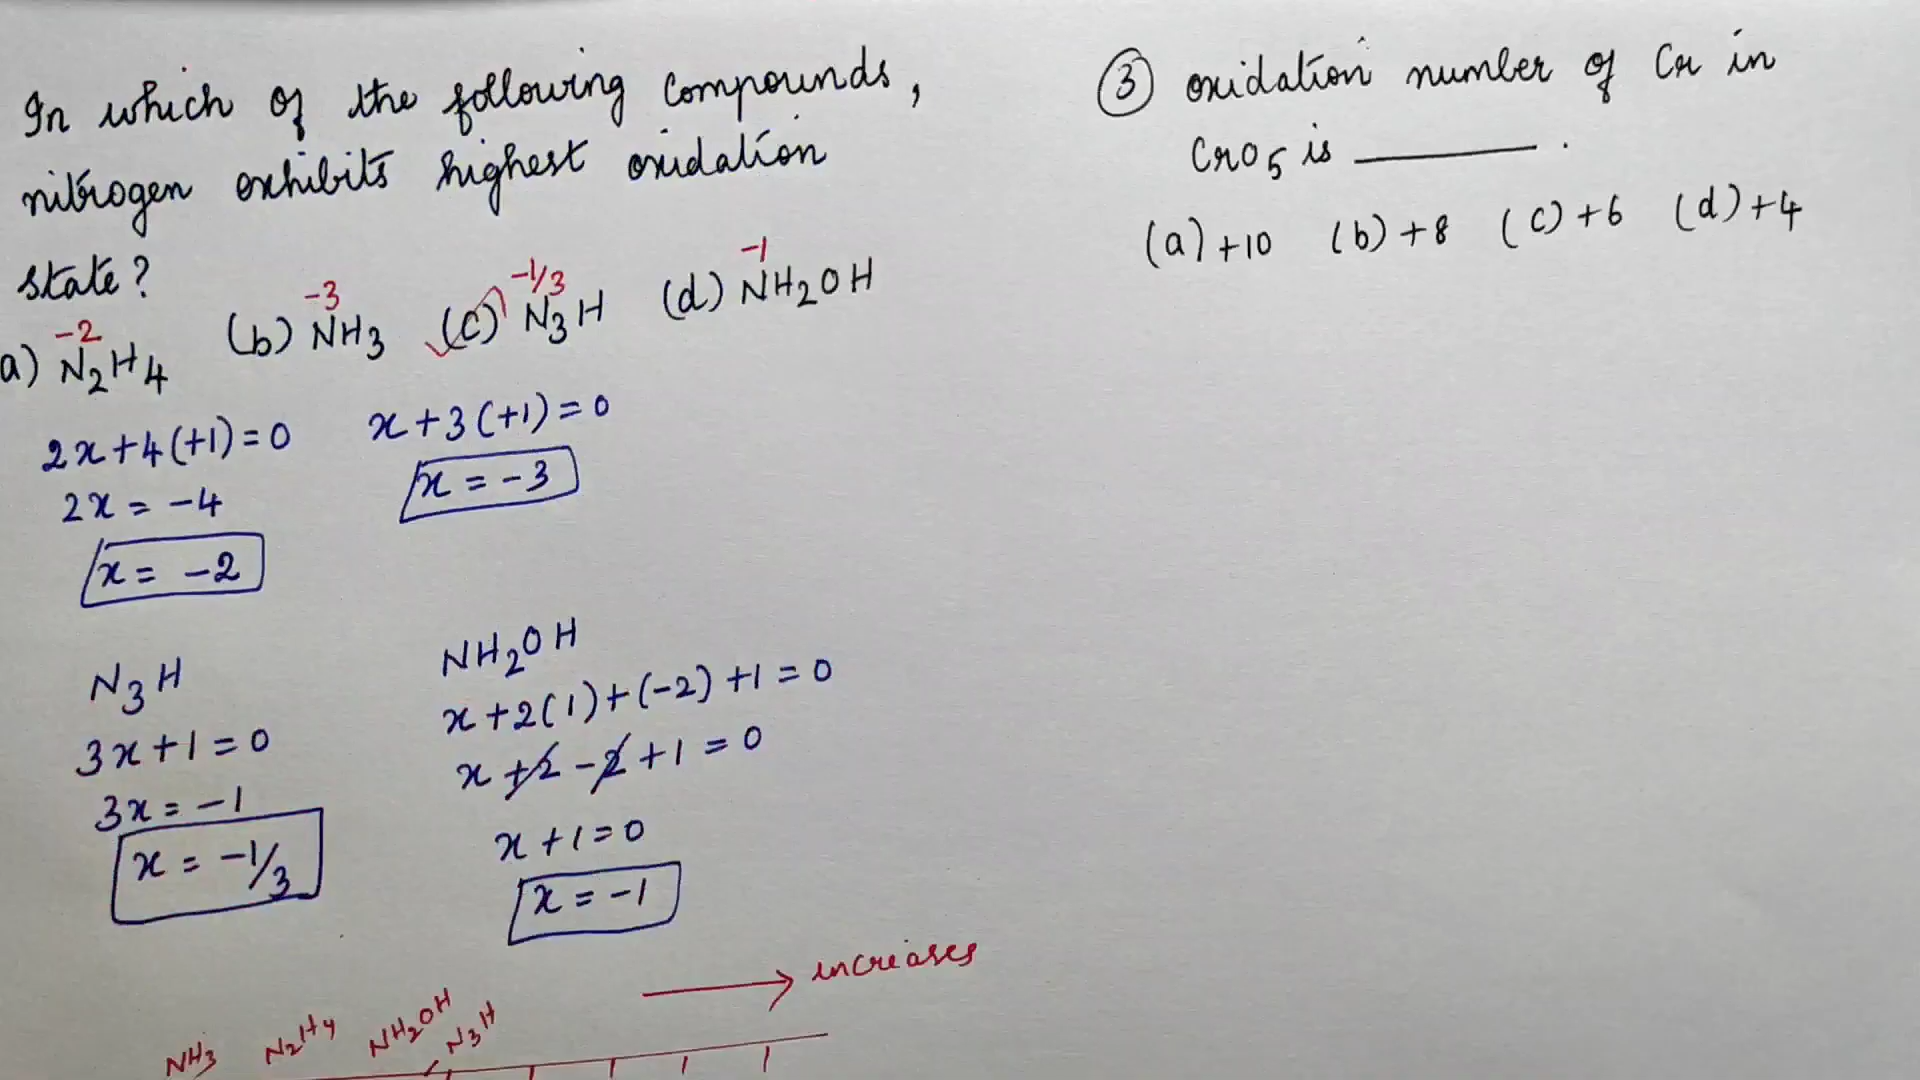 In which of the following compounds,
nitrogen exhibits highest oxidation
state?
-2 -3 -1/3 -1
a) N2H4 (b) NH3 (c) N3H (d) NH2OH
2x+4(+1)=0 x+3(+1)=0
2x = -4 x = -3
x = -2
N3H NH2OH
3x+1=0 x+2(1)+(-2)+1=0
3x = -1 x+2-2+1=0
x = -1/3 x+1=0
x = -1
increases
NH3 N2H4 NH2OH N3H
3 oxidation number of Cr in
CrO5 is ______.
(a) +10 (b) +8 (c) +6 (d) +4